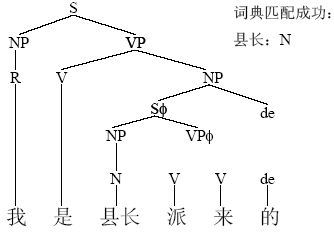 S
词典匹配成功:
NP VP
县长: N
R V NP
Sϕ de
NP VPϕ
N V V de
我 是 县长 派 来 的